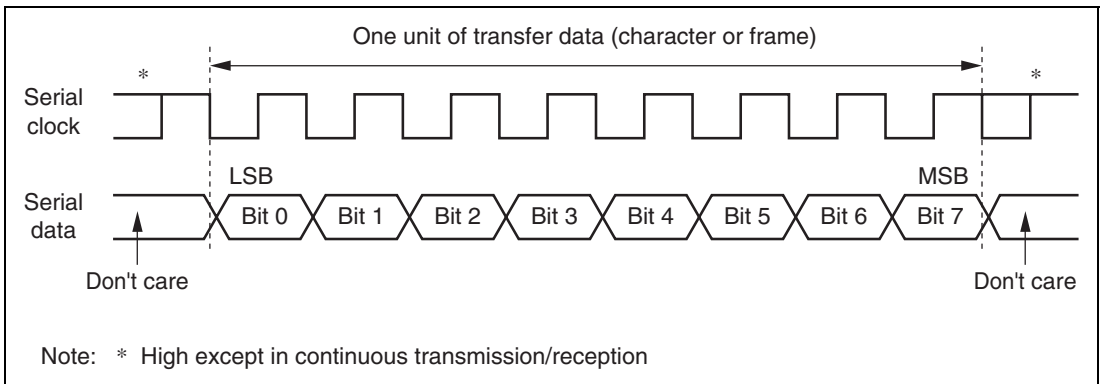 One unit of transfer data (character or frame)
* *
Serial
clock
LSB MSB
Serial
data
Bit 0 Bit 1 Bit 2 Bit 3 Bit 4 Bit 5 Bit 6 Bit 7
Don't care Don't care
Note: * High except in continuous transmission/reception